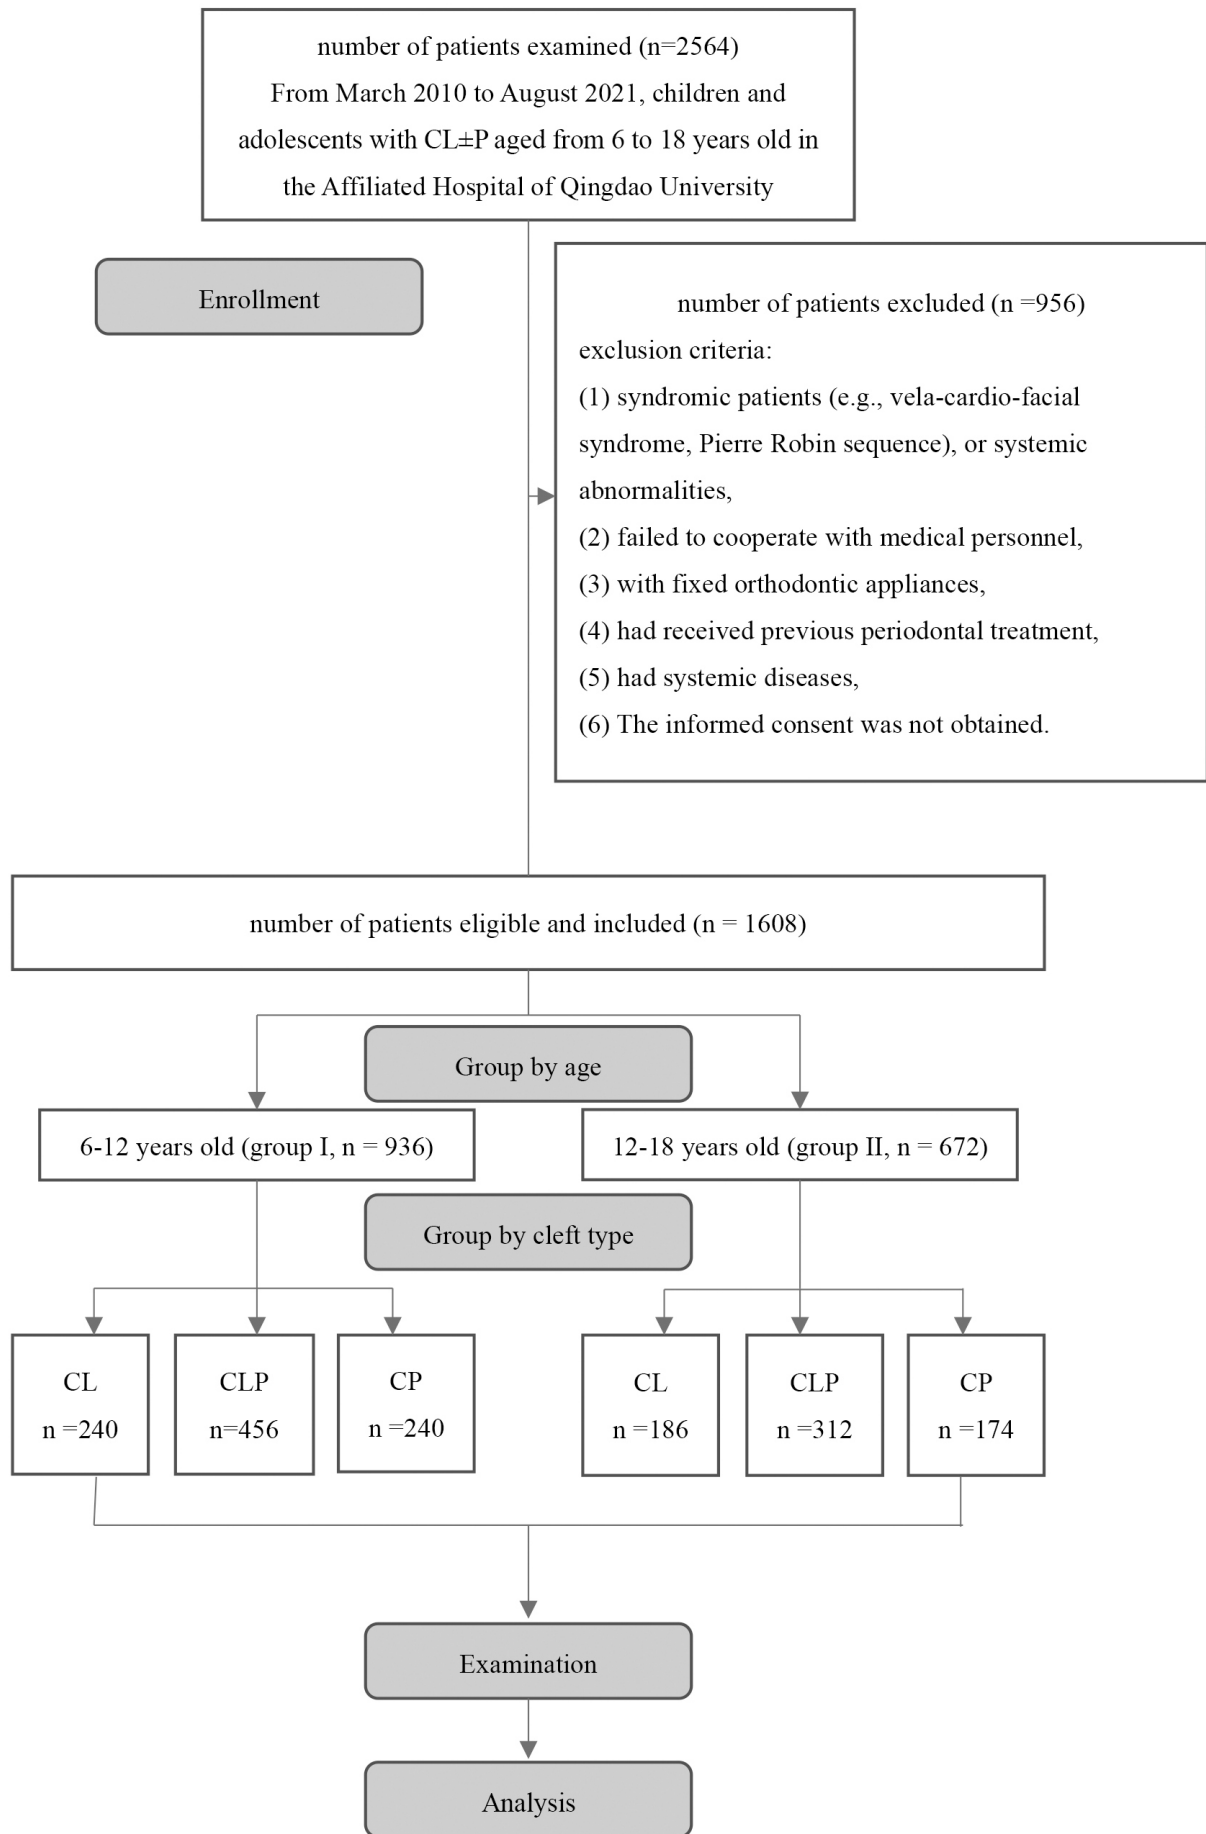 number of patients examined (n=2564)
From March 2010 to August 2021, children and
adolescents with CL±P aged from 6 to 18 years old in
the Affiliated Hospital of Qingdao University
Enrollment
number of patients excluded (n =956)
exclusion criteria:
(1) syndromic patients (e.g., vela-cardio-facial
syndrome, Pierre Robin sequence), or systemic
abnormalities,
(2) failed to cooperate with medical personnel,
(3) with fixed orthodontic appliances,
(4) had received previous periodontal treatment,
(5) had systemic diseases,
(6) The informed consent was not obtained.
number of patients eligible and included (n = 1608)
Group by age
6-12 years old (group I, n = 936)
12-18 years old (group II, n = 672)
Group by cleft type
CL
n =240
CLP
n=456
CP
n =240
CL
n =186
CLP
n =312
CP
n =174
Examination
Analysis